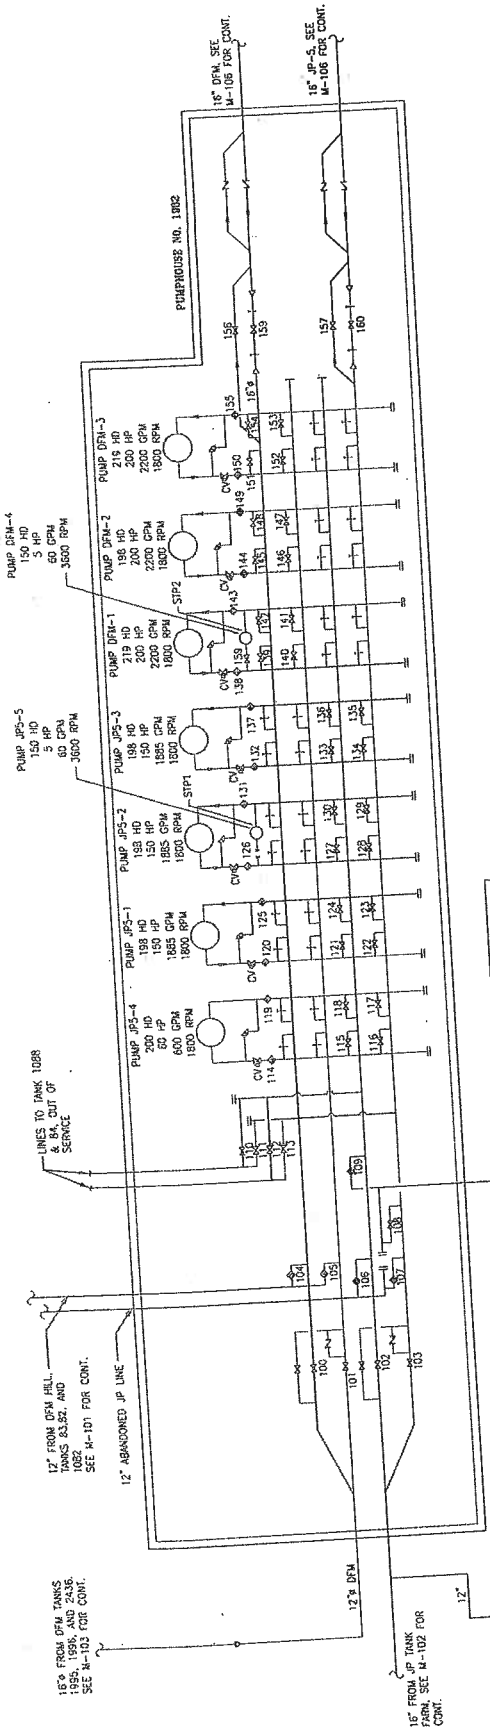 16"ø FROM DFM TANKS
1995, 1996, AND 2436.
SEE M-103 FOR CONT.
12" FROM DFM HILL,
TANKS 83,82, AND
1082
SEE M-101 FOR CONT.
12" ABANDONED JP LINE
LINES TO TANK 1088
& 84, OUT OF
SERVICE
PUMP JP5-4
200 HD
60 HP
600 GPM
1800 RPM
PUMP JP5-1
198 HD
150 HP
1885 GPM
1800 RPM
PUMP JP5-2
198 HD
150 HP
1885 GPM
1800 RPM
PUMP JP5-5
150 HD
5 HP
60 GPM
3600 RPM
PUMP JP5-3
198 HD
150 HP
1885 GPM
1800 RPM
PUMP DFM-1
219 HD
200 HP
2200 GPM
1800 RPM
PUMP DFM-4
150 HD
5 HP
60 GPM
3600 RPM
PUMP DFM-2
198 HD
200 HP
2200 GPM
1800 RPM
PUMP DFM-3
219 HD
200 HP
2200 GPM
1800 RPM
PUMPHOUSE NO. 1982
16" DFM, SEE
M-106 FOR CONT.
16" JP-5, SEE
M-106 FOR CONT.
STP1
STP2
CV
CV
CV
CV
CV
CV
CV
12"ø DFM
16" FROM JP TANK
FARM, SEE M-102 FOR
CONT.
12"
16"ø
100
101
102
103
104
105
106
107
108
109
110
111
112
113
114
115
116
117
118
119
120
121
122
123
124
125
126
127
128
129
130
131
132
133
134
135
136
137
138
139
140
141
142
143
144
145
146
147
148
149
150
151
152
153
154
155
156
157
159
159
160